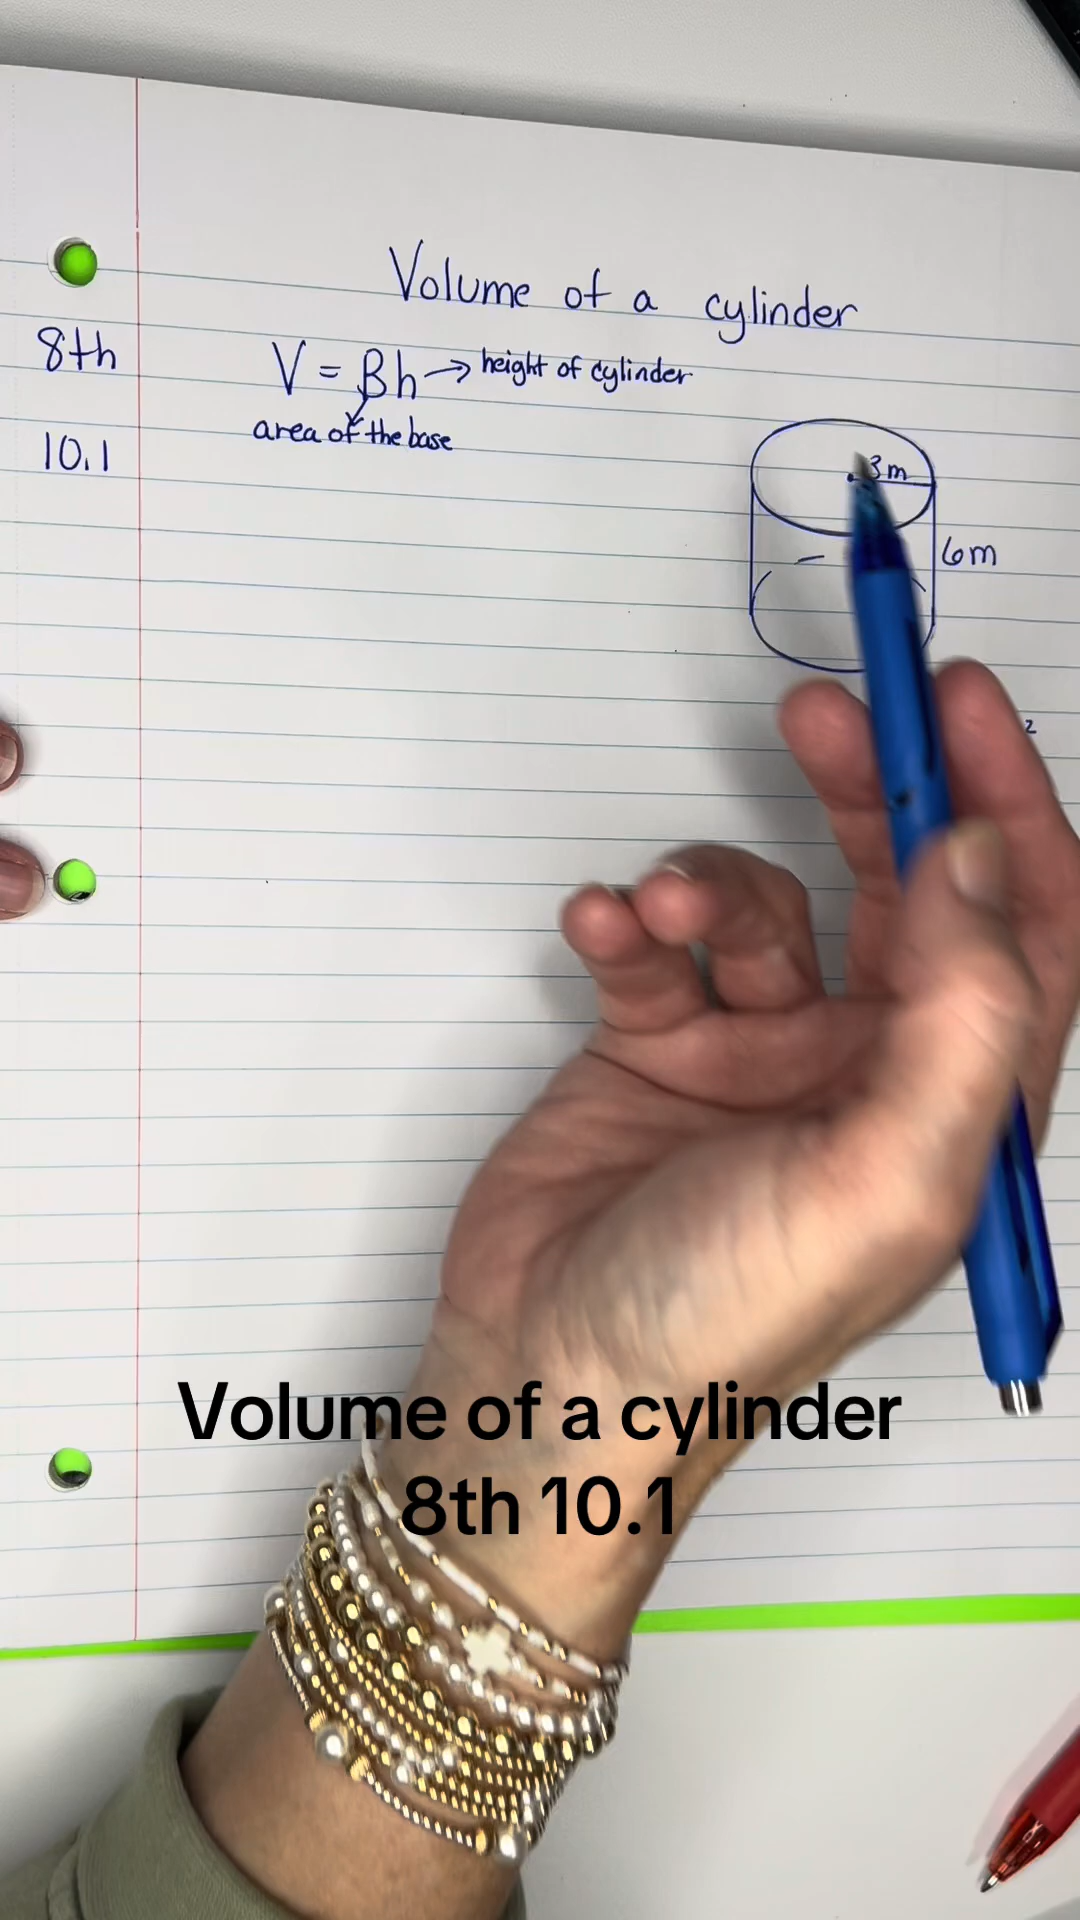 Volume of a cylinder
8th
V = Bh → height of cylinder
area of the base
10.1
3m
6m
2
Volume of a cylinder
8th 10.1